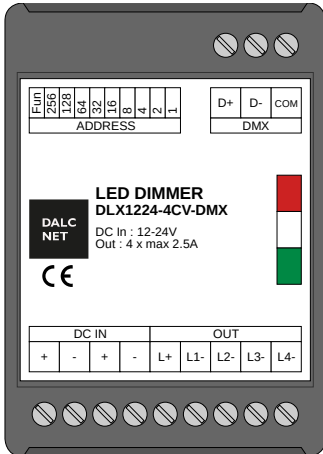 Fun 256 128 64 32 16 8 4 2 1
ADDRESS
D+ D- COM
DMX
DALC
NET
LED DIMMER
DLX1224-4CV-DMX
DC In : 12-24V
Out : 4 x max 2.5A
CE
DC IN OUT
+ - + - L+ L1- L2- L3- L4-